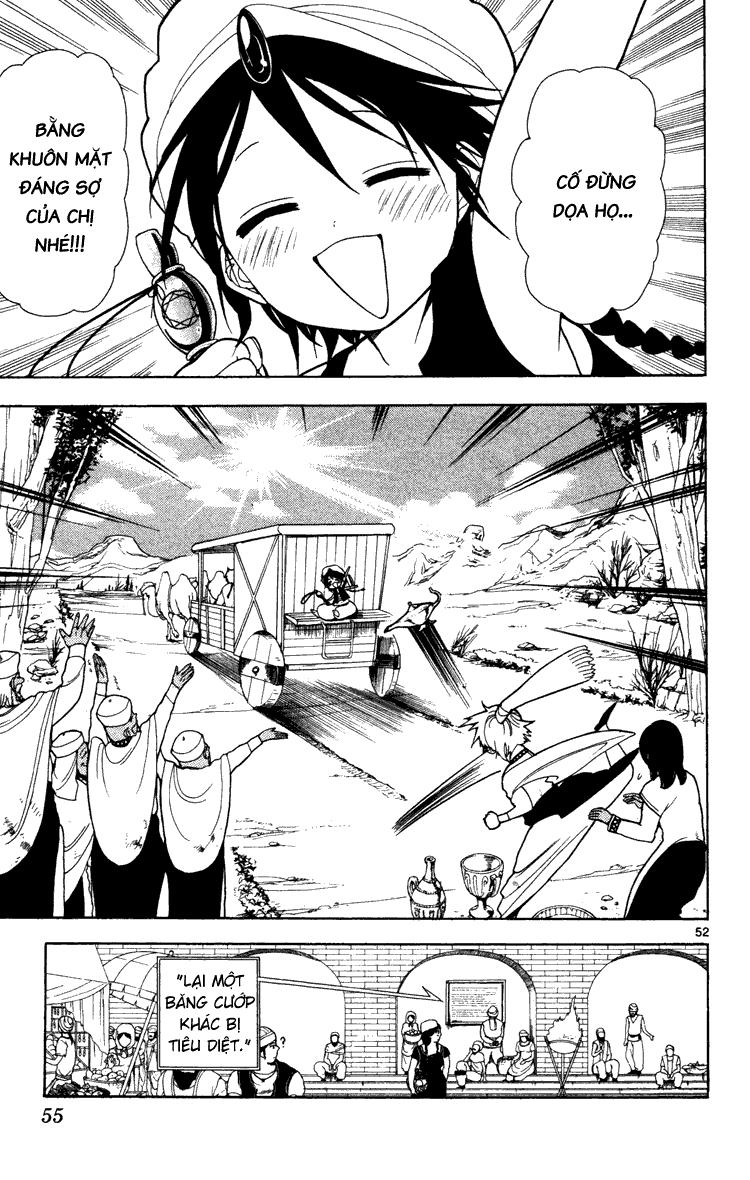 CỐ ĐỪNG
DỌA HỌ...
BẰNG
KHUÔN MẶT
ĐÁNG SỢ
CỦA CHỊ
NHÉ!!!
52
"LẠI MỘT
BĂNG CƯỚP
KHÁC BỊ
TIÊU DIỆT."
?
55